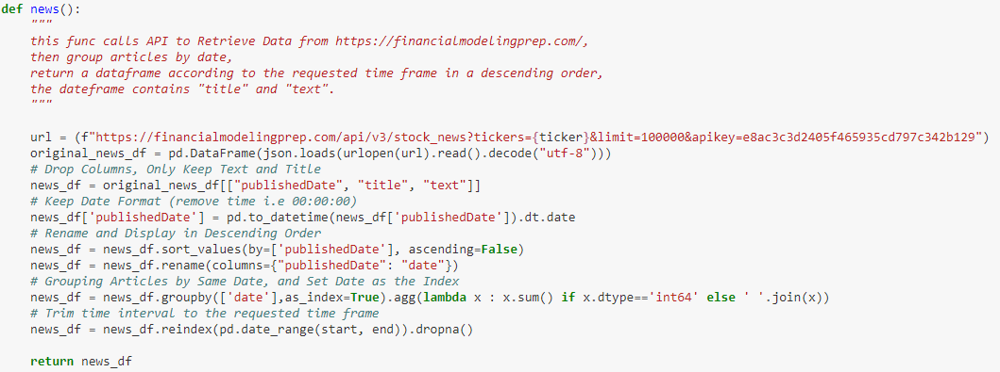 def news():
    """
    this func calls API to Retrieve Data from https://financialmodelingprep.com/,
    then group articles by date,
    return a dataframe according to the requested time frame in a descending order,
    the dateframe contains "title" and "text".
    """
    url = (f"https://financialmodelingprep.com/api/v3/stock_news?tickers={ticker}&limit=100000&apikey=e8ac3c3d2405f465935cd797c342b129")
    original_news_df = pd.DataFrame(json.loads(urlopen(url).read().decode("utf-8")))
    # Drop Columns, Only Keep Text and Title
    news_df = original_news_df[["publishedDate", "title", "text"]]
    # Keep Date Format (remove time i.e 00:00:00)
    news_df['publishedDate'] = pd.to_datetime(news_df['publishedDate']).dt.date
    # Rename and Display in Descending Order
    news_df = news_df.sort_values(by=['publishedDate'], ascending=False)
    news_df = news_df.rename(columns={"publishedDate": "date"})
    # Grouping Articles by Same Date, and Set Date as the Index
    news_df = news_df.groupby(['date'],as_index=True).agg(lambda x : x.sum() if x.dtype=='int64' else ' '.join(x))
    # Trim time interval to the requested time frame
    news_df = news_df.reindex(pd.date_range(start, end)).dropna()
    return news_df